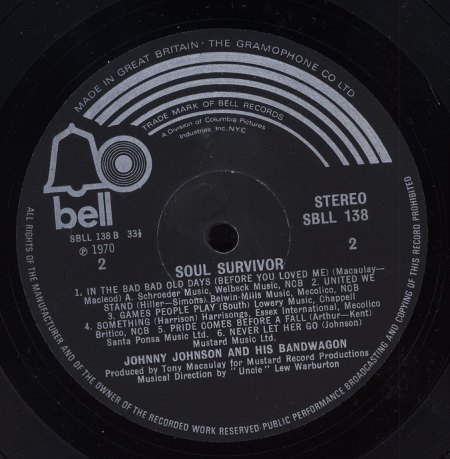 MADE IN GREAT BRITAIN · THE GRAMOPHONE CO LTD
TRADE MARK OF BELL RECORDS
A Division of Columbia Pictures
Industries, Inc, N.Y.C.
bell
STEREO
SBLL 138
SBLL 138 B 33⅓
℗ 1970
2
2
SOUL SURVIVOR
1. IN THE BAD BAD OLD DAYS (BEFORE YOU LOVED ME) (Macaulay—
Macleod) A. Schroeder Music, Welbeck Music, NCB 2. UNITED WE
STAND (Hiller-Simons) Belwin-Mills Music, Mecolico, NCB
3. GAMES PEOPLE PLAY (South) Lowery Music, Chappell
4. SOMETHING (Harrison) Harrisongs, Essex International, Mecolico
Britico, NCB 5. PRIDE COMES BEFORE A FALL (Arthur—Kent)
Santa Ponsa Music Ltd. 6. NEVER LET HER GO (Johnson)
Mustard Music Ltd.
JOHNNY JOHNSON AND HIS BANDWAGON
Produced by Tony Macaulay for Mustard Record Productions
Musical Direction by "Uncle" Lew Warburton
ALL RIGHTS OF THE MANUFACTURER AND OF THE OWNER OF THE RECORDED WORK RESERVED·PUBLIC PERFORMANCE BROADCASTING AND COPYING OF THIS RECORD PROHIBITED